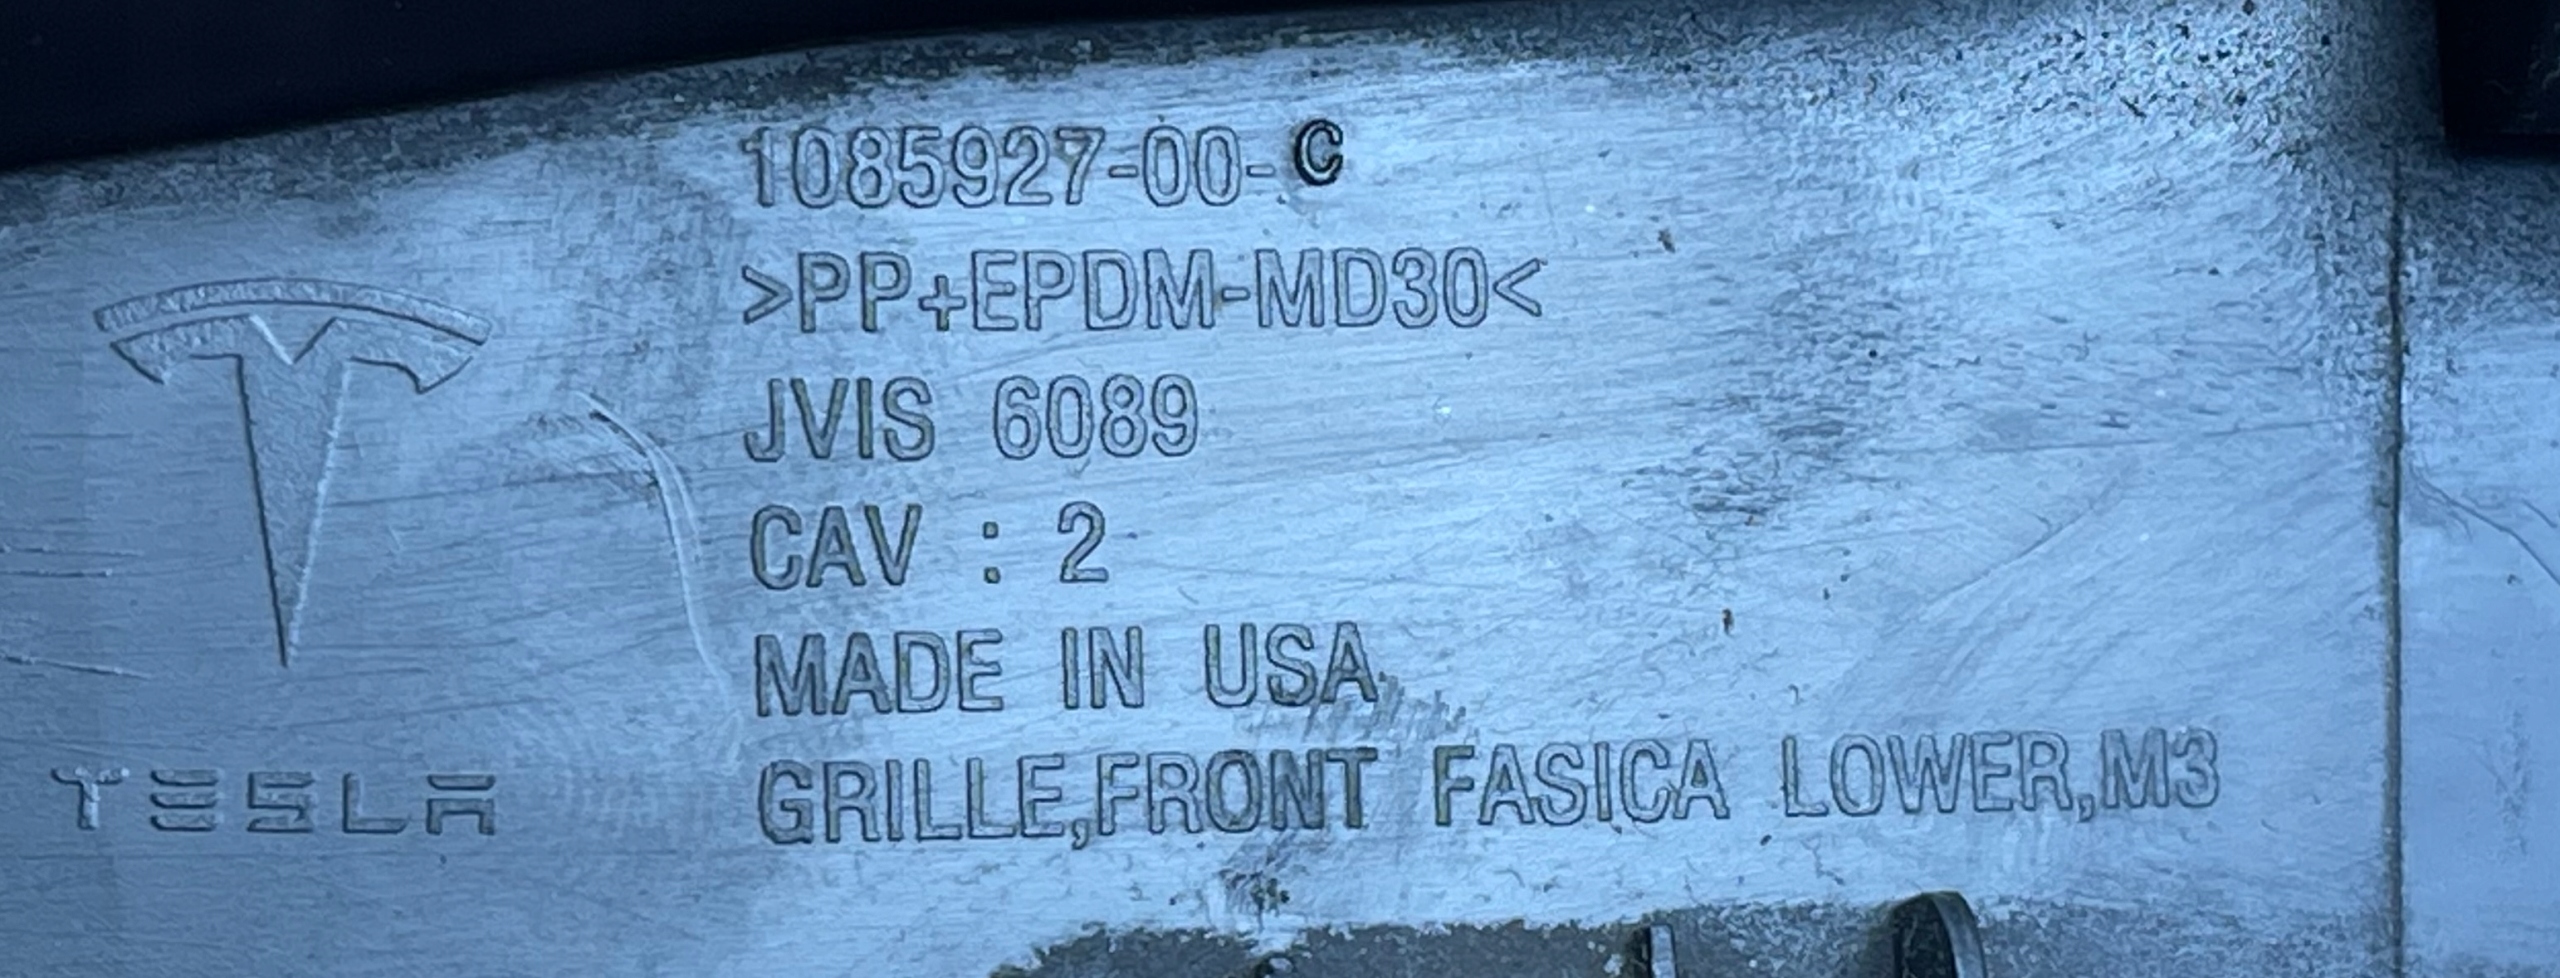 1085927-00-C
>PP+EPDM-MD30<
JVIS 6089
CAV : 2
MADE IN USA
GRILLE,FRONT FASICA LOWER,M3
TESLA